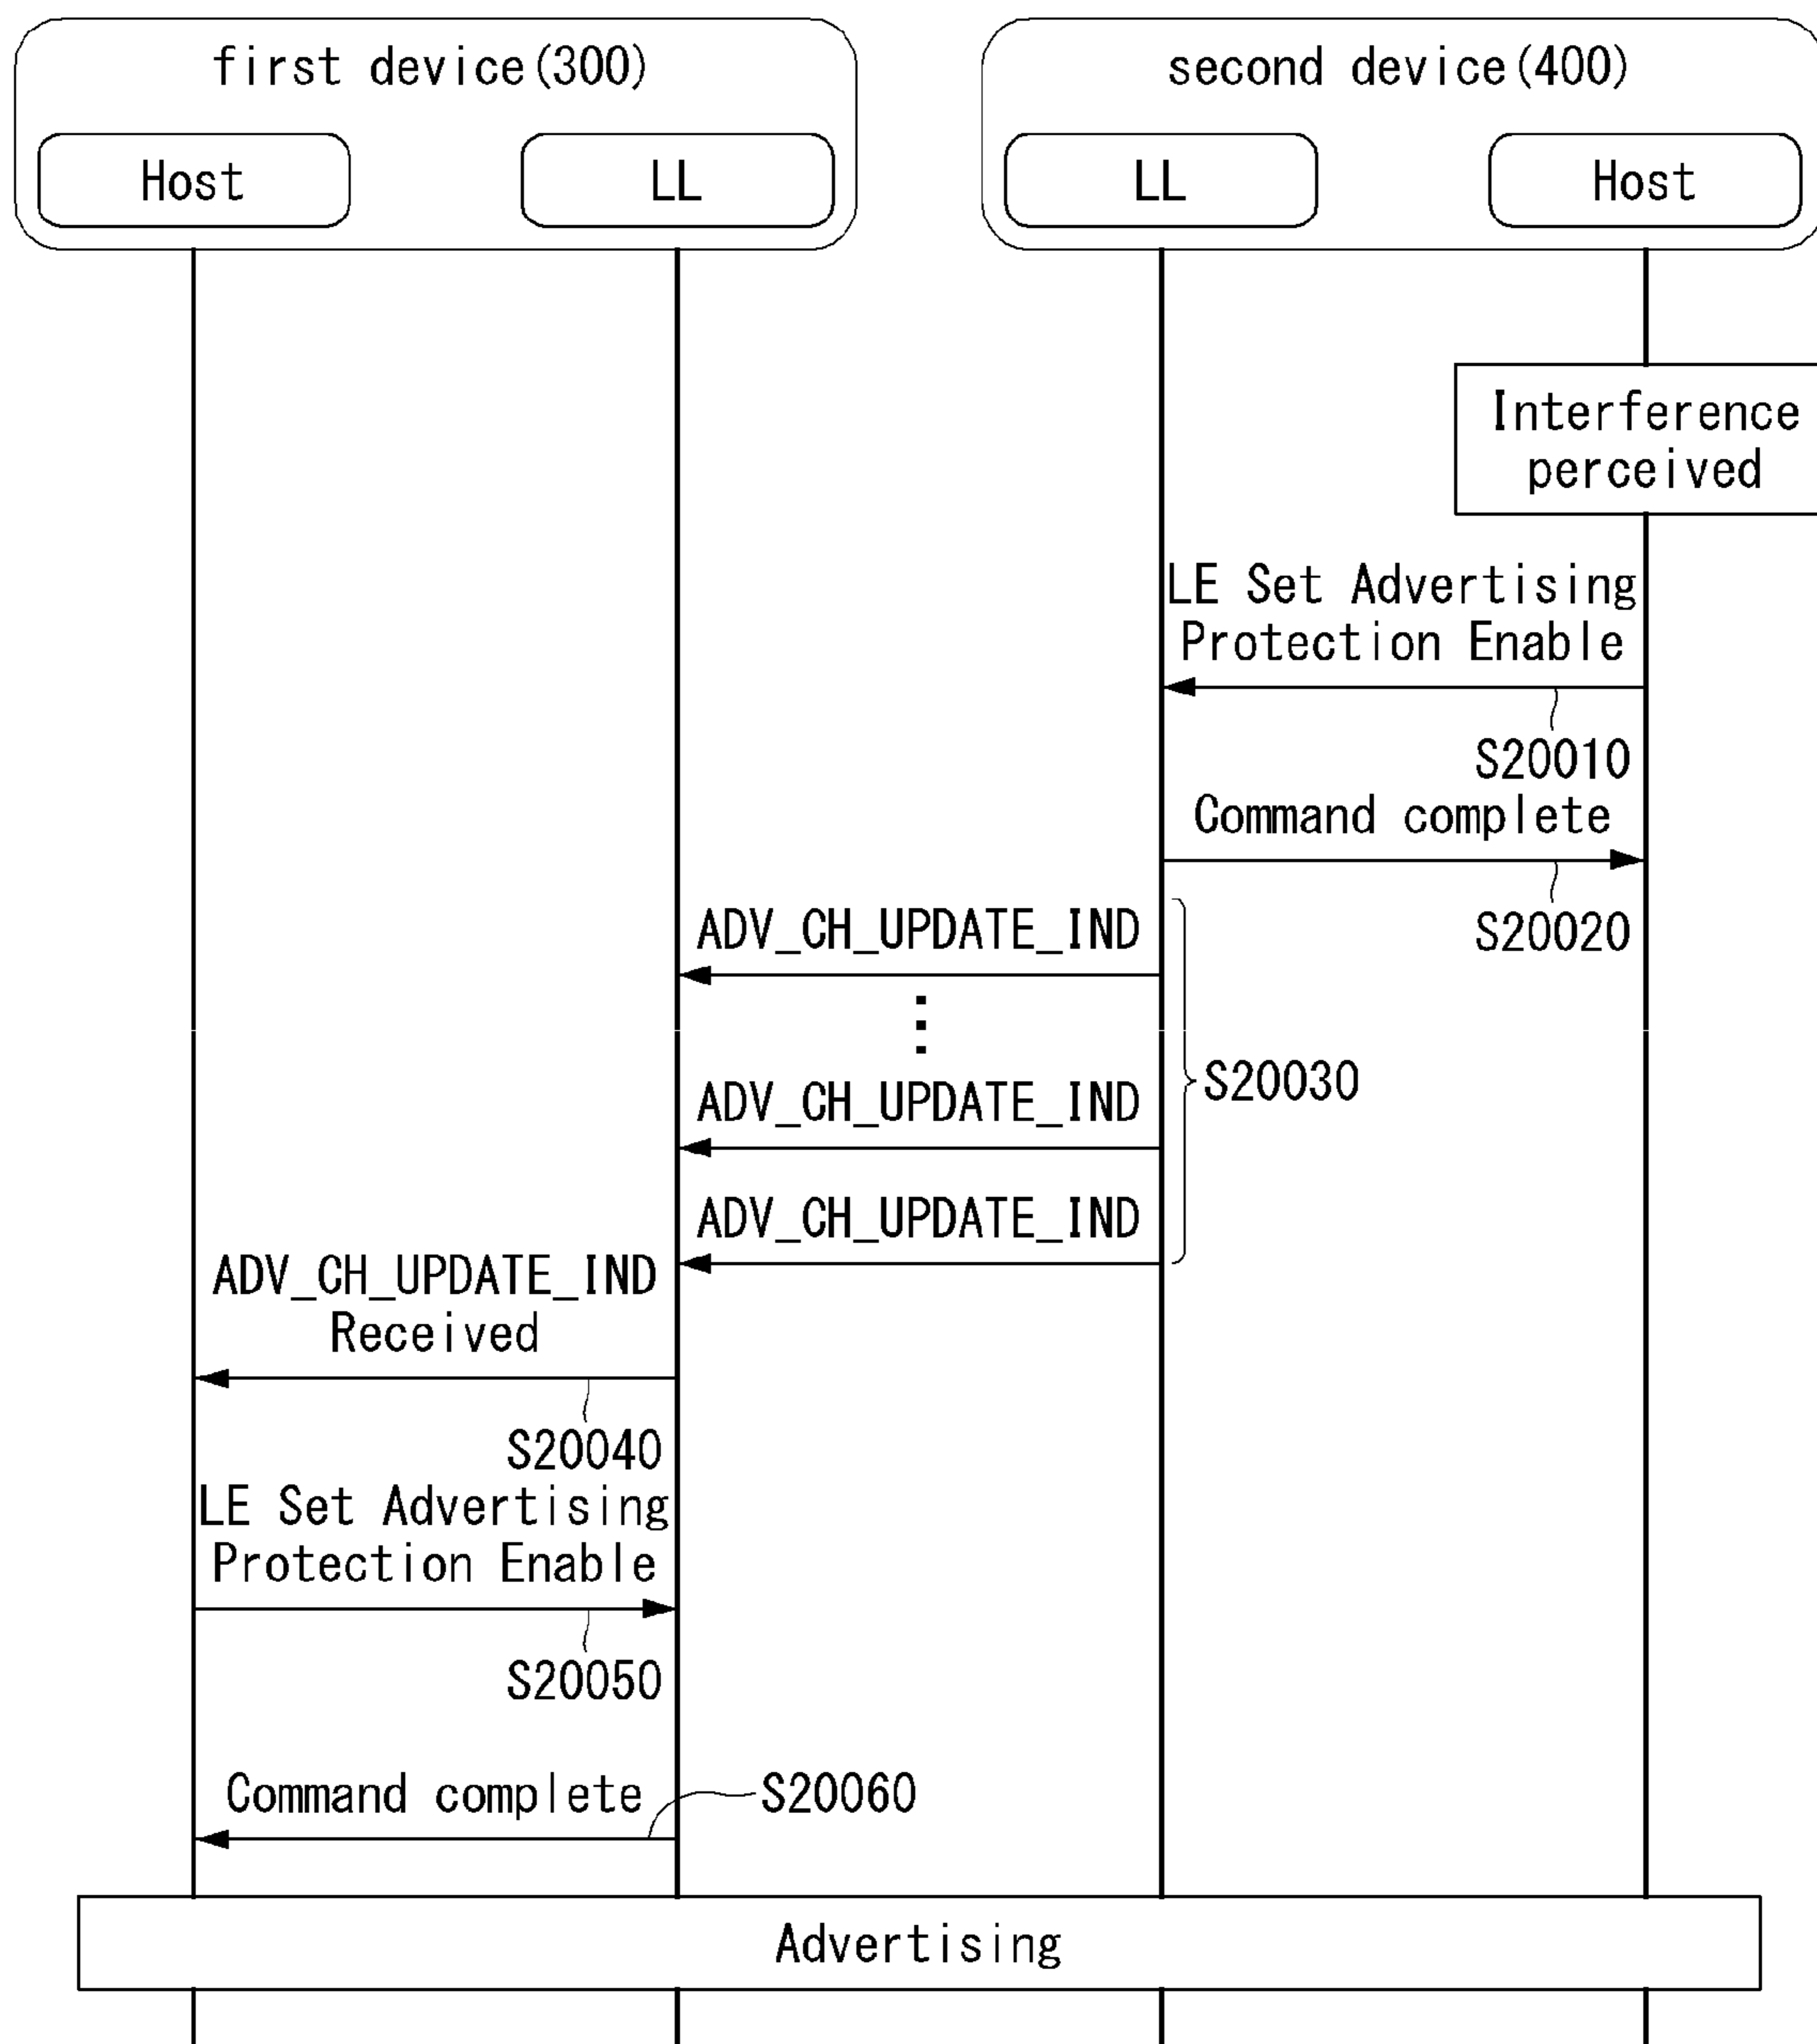 first device(300)
second device(400)
Host
LL
LL
Host
Interference
perceived
LE Set Advertising
Protection Enable
S20010
Command complete
S20020
ADV_CH_UPDATE_IND
ADV_CH_UPDATE_IND
S20030
ADV_CH_UPDATE_IND
ADV_CH_UPDATE_IND
Received
S20040
LE Set Advertising
Protection Enable
S20050
Command complete
S20060
Advertising